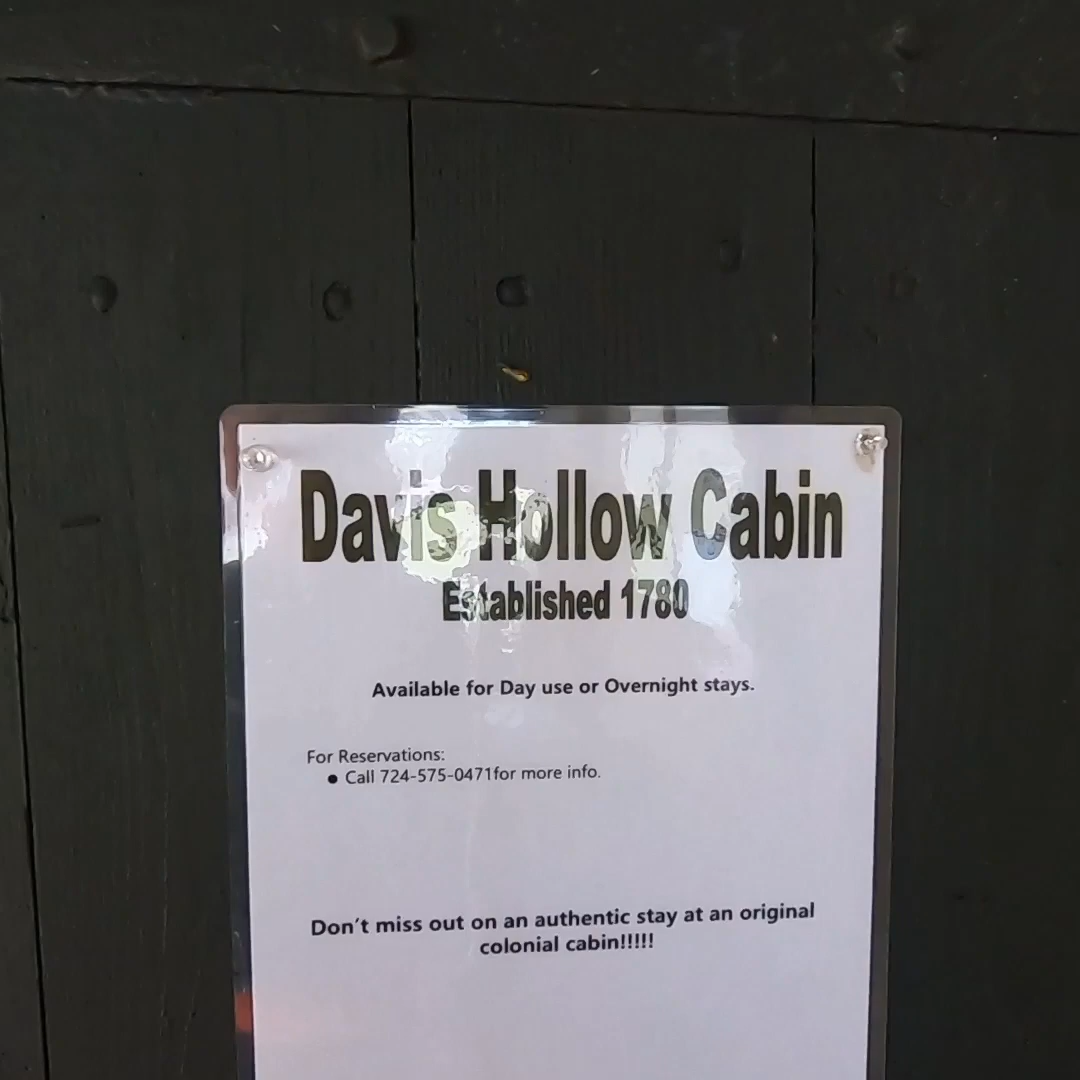 Davis Hollow Cabin
Established 1780
Available for Day use or Overnight stays.
For Reservations:
● Call 724-575-0471for more info.
Don't miss out on an authentic stay at an original
colonial cabin!!!!!